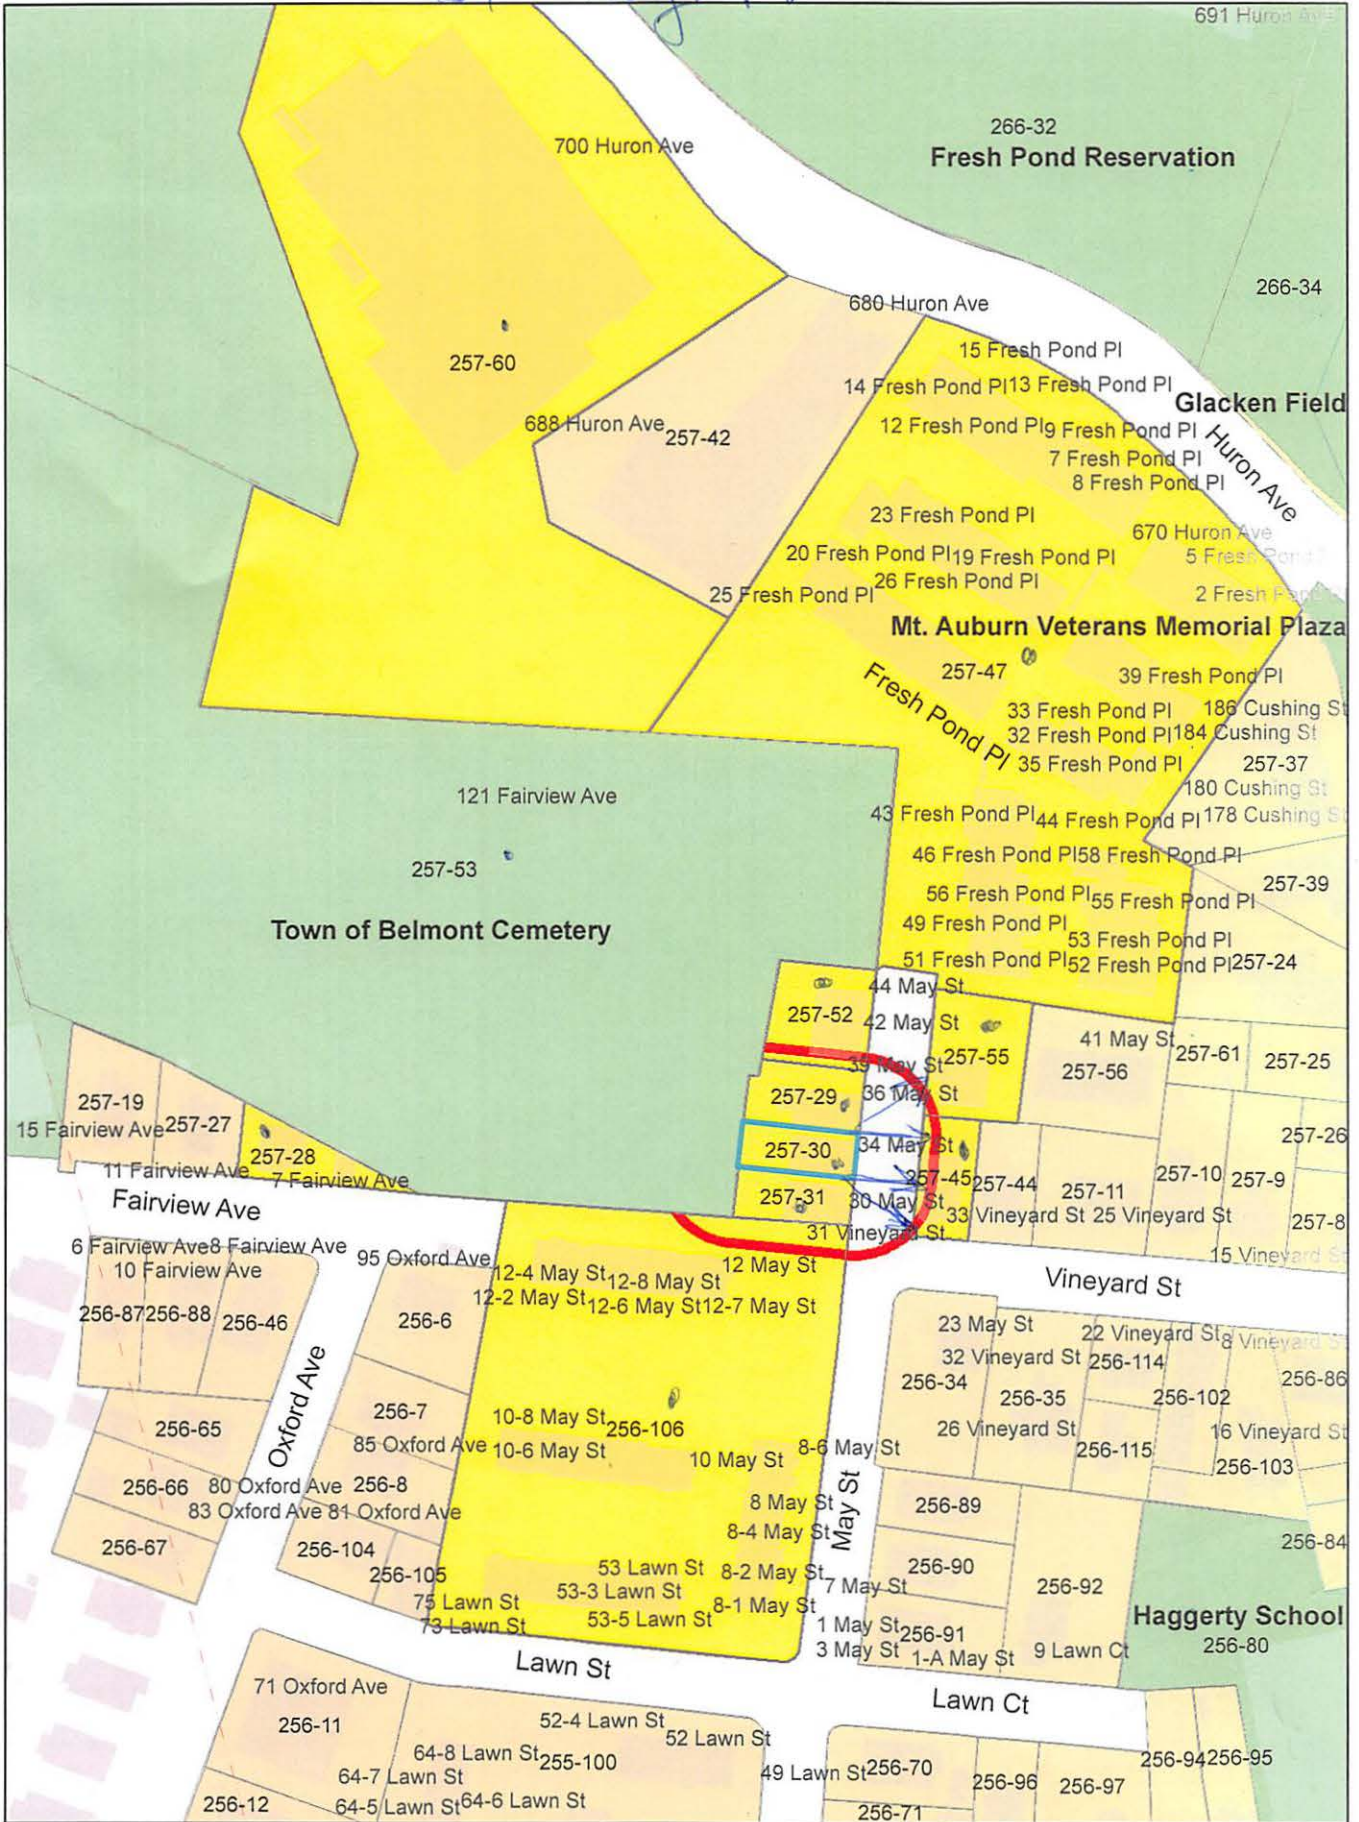 691 Huron Ave
266-32
Fresh Pond Reservation
700 Huron Ave
266-34
680 Huron Ave
15 Fresh Pond Pl
257-60
14 Fresh Pond Pl 13 Fresh Pond Pl
Glacken Field
688 Huron Ave 257-42
12 Fresh Pond Pl 9 Fresh Pond Pl
Huron Ave
7 Fresh Pond Pl
8 Fresh Pond Pl
23 Fresh Pond Pl
670 Huron Ave
20 Fresh Pond Pl 19 Fresh Pond Pl 5 Fresh Pond
26 Fresh Pond Pl
25 Fresh Pond Pl 2 Fresh Pond
Mt. Auburn Veterans Memorial Plaza
257-47 39 Fresh Pond Pl
Fresh Pond Pl
33 Fresh Pond Pl 186 Cushing St
32 Fresh Pond Pl 184 Cushing St
35 Fresh Pond Pl 257-37
180 Cushing St
121 Fairview Ave
43 Fresh Pond Pl 44 Fresh Pond Pl 178 Cushing S
46 Fresh Pond Pl 58 Fresh Pond Pl
257-53
257-39
56 Fresh Pond Pl 55 Fresh Pond Pl
Town of Belmont Cemetery
49 Fresh Pond Pl
53 Fresh Pond Pl
51 Fresh Pond Pl 52 Fresh Pond Pl 257-24
44 May St
257-52 42 May St
41 May St
39 May St 257-55 257-56 257-61 257-25
257-29 36 May St
257-19
15 Fairview Ave 257-27
257-30 34 May St 257-26
11 Fairview Ave 257-28
7 Fairview Ave
257-45 257-44 257-11 257-10 257-9
257-31 30 May St
Fairview Ave
33 Vineyard St 25 Vineyard St 257-8
31 Vineyard St
6 Fairview Ave 8 Fairview Ave
10 Fairview Ave
95 Oxford Ave
15 Vineyard St
12-4 May St 12-8 May St 12 May St
Vineyard St
12-2 May St 12-6 May St 12-7 May St
256-87 256-88 256-46 256-6
23 May St 22 Vineyard St 8 Vineyard S
32 Vineyard St 256-114
256-34 256-35 256-102 256-86
Oxford Ave
256-7
10-8 May St 256-106
256-65
85 Oxford Ave 10-6 May St 10 May St 8-6 May St
26 Vineyard St 256-115 16 Vineyard St
256-103
256-66 80 Oxford Ave 256-8
83 Oxford Ave 81 Oxford Ave
8 May St
May St
256-89
8-4 May St
256-84
256-67 256-104
256-105
53 Lawn St 8-2 May St
256-90
53-3 Lawn St 7 May St
256-92
75 Lawn St 8-1 May St
73 Lawn St 53-5 Lawn St
1 May St 256-91
Haggerty School
3 May St 1-A May St 9 Lawn Ct 256-80
Lawn St
71 Oxford Ave
Lawn Ct
256-11
52-4 Lawn St 52 Lawn St
64-8 Lawn St 255-100
49 Lawn St 256-70
64-7 Lawn St
256-96 256-97 256-94 256-95
256-12 64-5 Lawn St 64-6 Lawn St
256-71